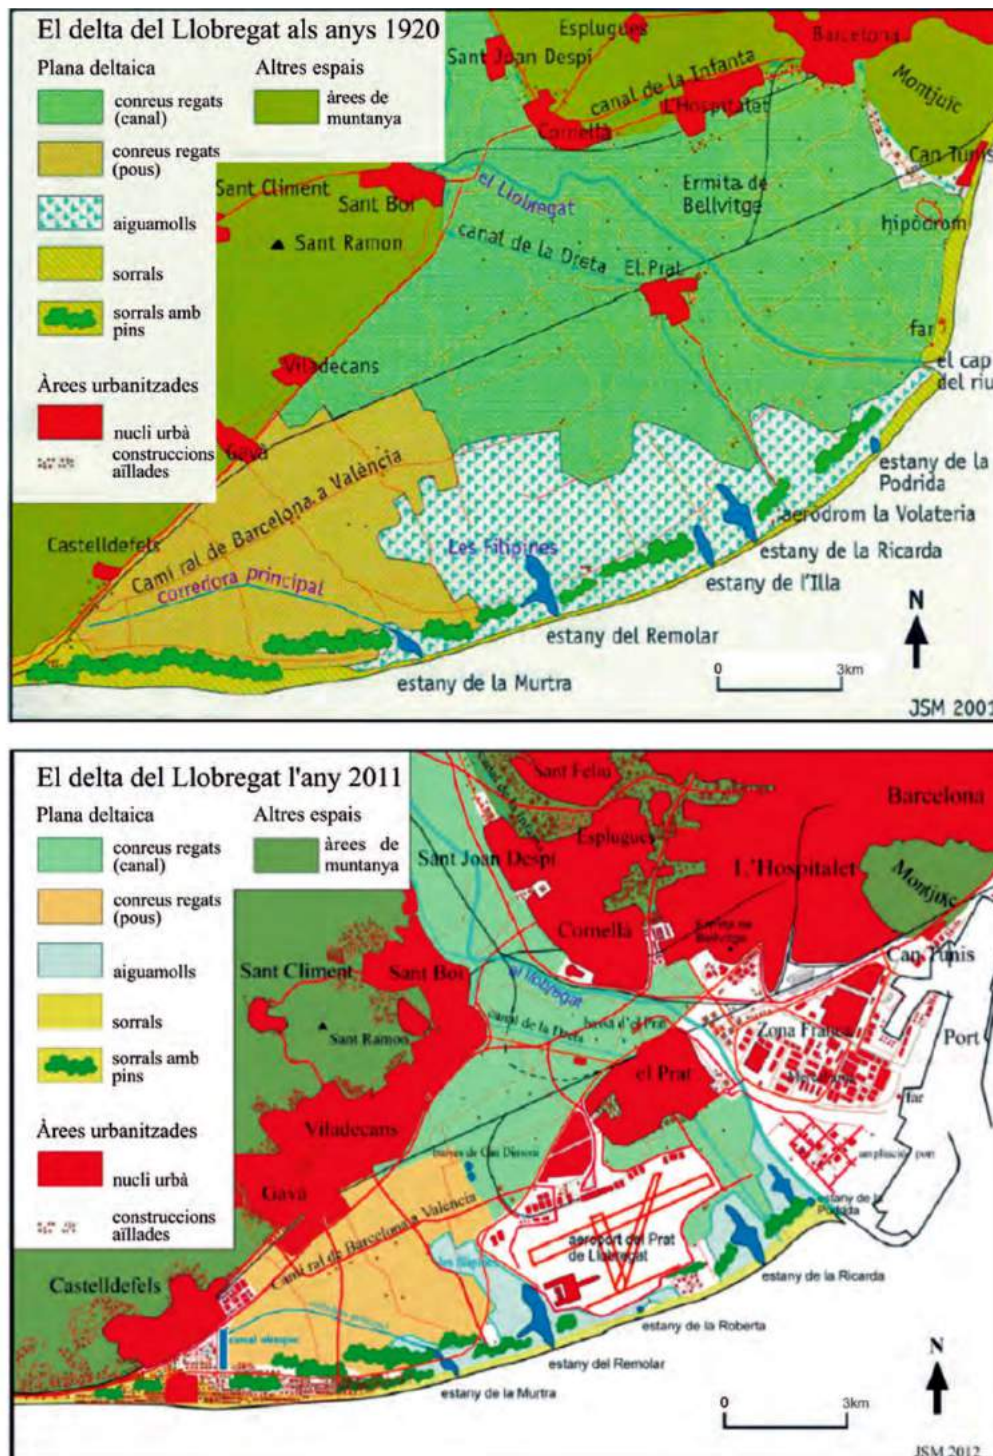 El delta del Llobregat als anys 1920
Plana deltaica
conreus regats
(canal)
conreus regats
(pous)
aiguamolls
sorrals
sorrals amb
pins
Altres espais
àrees de
muntanya
Àrees urbanitzades
nucli urbà
construccions
aïllades
Esplugues
Barcelona
Sant Joan Despí
canal de la Infanta
L'Hospitalet
Montjuïc
Cornellà
Can Tunis
Sant Climent
Sant Boi
el Llobregat
Ermita de
Bellvitge
hipòdrom
Sant Ramon
canal de la Dreta
El Prat
far
el cap
del riu
Viladecans
Gavà
Camí ral de Barcelona a València
estany de la
Podrida
aeròdrom la Volateria
Castelldefels
Les Filipines
estany de la Ricarda
corredora principal
estany de l'Illa
N
estany del Remolar
0 3km
estany de la Murtra
JSM 2001
El delta del Llobregat l'any 2011
Plana deltaica
conreus regats
(canal)
conreus regats
(pous)
aiguamolls
sorrals
sorrals amb
pins
Altres espais
àrees de
muntanya
Àrees urbanitzades
nucli urbà
construccions
aïllades
Sant Feliu
Barcelona
Esplugues
Sant Joan Despí
L'Hospitalet
Montjuïc
Cornellà
Ermita de
Bellvitge
Can Tunis
Sant Climent
Sant Boi
el llobregat
Sant Ramon
canal de la Dreta
Zona Franca
Port
el Prat
far
Viladecans
ampliació port
Gavà
Camí ral de Barcelona a València
estany de la
aeroport del Prat
de Llobregat
les filipines
estany de la Ricarda
Castelldefels
estany de la Roberta
canal olímpic
estany del Remolar
N
estany de la Murtra
0 3km
JSM 2012